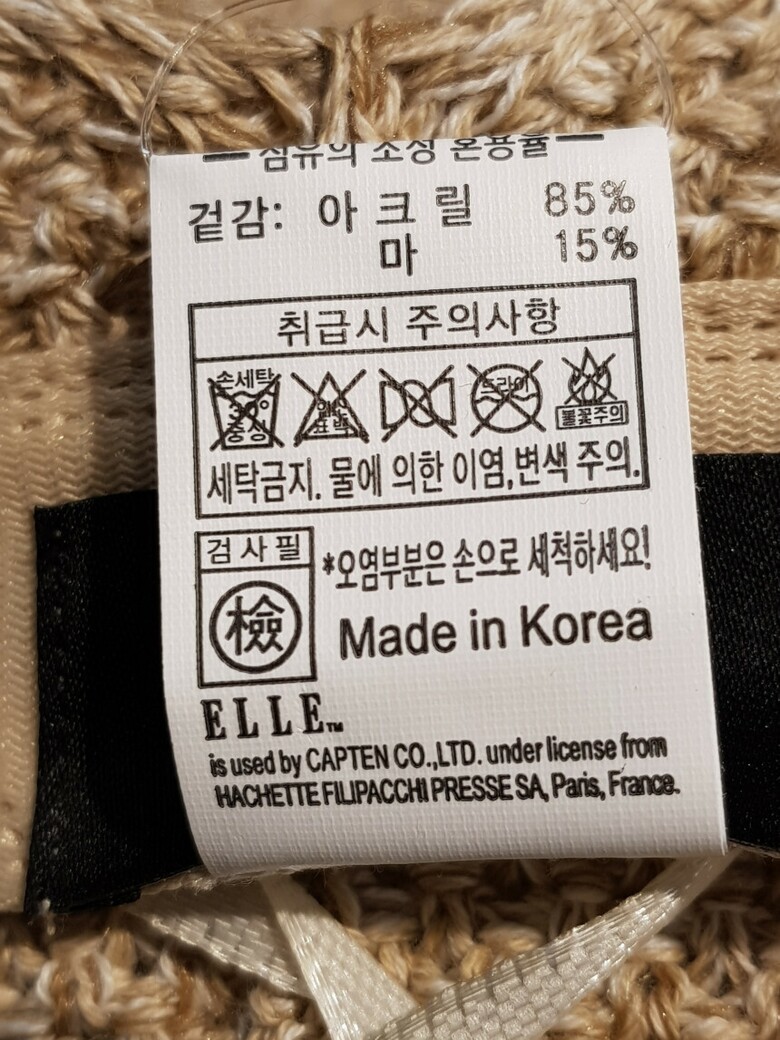 섬유의 조성 혼용율
겉감: 아크릴 85%
마 15%
취급시 주의사항
손세탁
30°
중성
표백
드라이
불꽃주의
세탁금지. 물에 의한 이염,변색 주의.
검사필
檢
*오염부분은 손으로 세척하세요!
Made in Korea
ELLE™
is used by CAPTEN CO.,LTD. under license from
HACHETTE FILIPACCHI PRESSE SA, Paris, France.